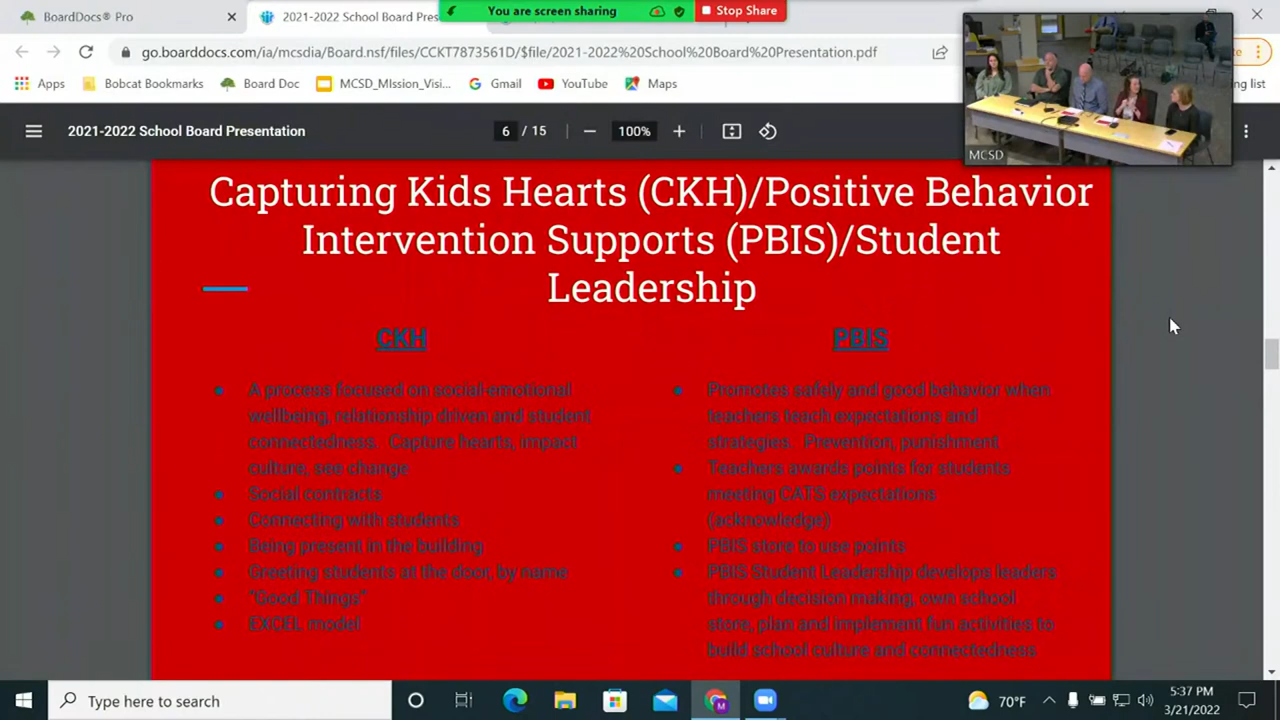 BoardDocs® Pro
2021-2022 School Board Pres
You are screen sharing
Stop Share
go.boarddocs.com/ia/mcsdia/Board.nsf/files/CCKT7873561D/$file/2021-2022%20School%20Board%20Presentation.pdf
Apps
Bobcat Bookmarks
Board Doc
MCSD_MIssion_Visi...
Gmail
YouTube
Maps
ing list
2021-2022 School Board Presentation
6 / 15
100%
MCSD
Capturing Kids Hearts (CKH)/Positive Behavior
Intervention Supports (PBIS)/Student
Leadership
CKH
● A process focused on social-emotional
wellbeing, relationship driven and student
connectedness. Capture hearts, impact
culture, see change
● Social contracts
● Connecting with students
● Being present in the building
● Greeting students at the door, by name
● "Good Things"
● EXCEL model
PBIS
● Promotes safely and good behavior when
teachers teach expectations and
strategies. Prevention, punishment
● Teachers awards points for students
meeting CATS expectations
(acknowledge)
● PBIS store to use points
● PBIS Student Leadership develops leaders
through decision making, own school
store, plan and implement fun activities to
build school culture and connectedness
Type here to search
70°F
5:37 PM
3/21/2022